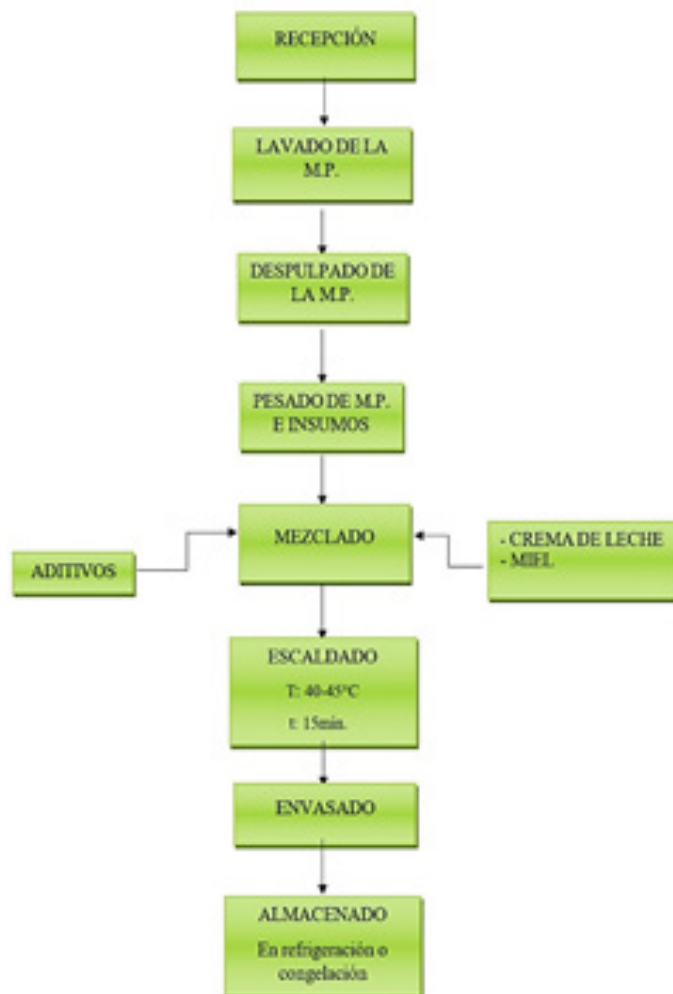 RECEPCIÓN
LAVADO DE LA
M.P.
DESPULPADO DE
LA M.P.
PESADO DE M.P.
E INSUMOS
MEZCLADO
ADITIVOS
- CREMA DE LECHE
- MIEL
ESCALDADO
T: 40-45°C
t: 15min.
ENVASADO
ALMACENADO
En refrigeración o
congelación